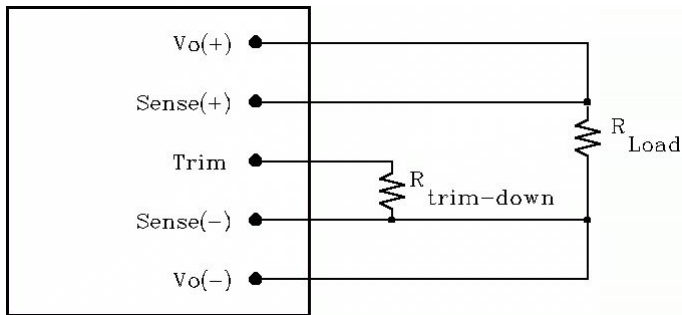 Vo(+)
Sense(+)
R
Load
Trim
R
trim-down
Sense(-)
Vo(-)